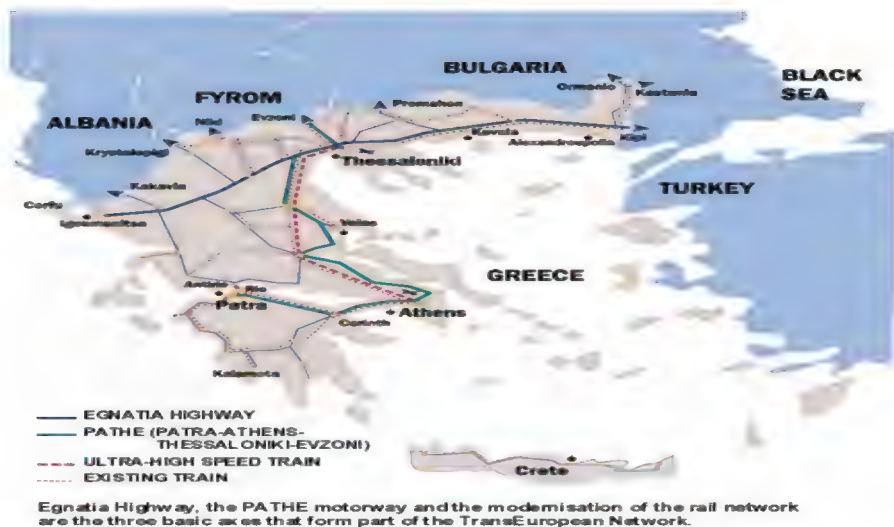 BULGARIA
Ormenio
Kastanie
BLACK
SEA
FYROM
Promahon
Evzoni
ALBANIA
Niki
Krystalopigi
Kavala
Alexandroupolis
Kipi
Thessaloniki
Kakavia
TURKEY
Corfu
Igoumenitsa
Volos
GREECE
Antirio
Rio
Patra
Athens
Corinth
Kalamata
EGNATIA HIGHWAY
PATHE (PATRA-ATHENS-
THESSALONIKI-EVZONI)
ULTRA-HIGH SPEED TRAIN
EXISTING TRAIN
Crete
Egnatia Highway, the PATHE motorway and the modernisation of the rail network
are the three basic axes that form part of the TransEuropean Network.